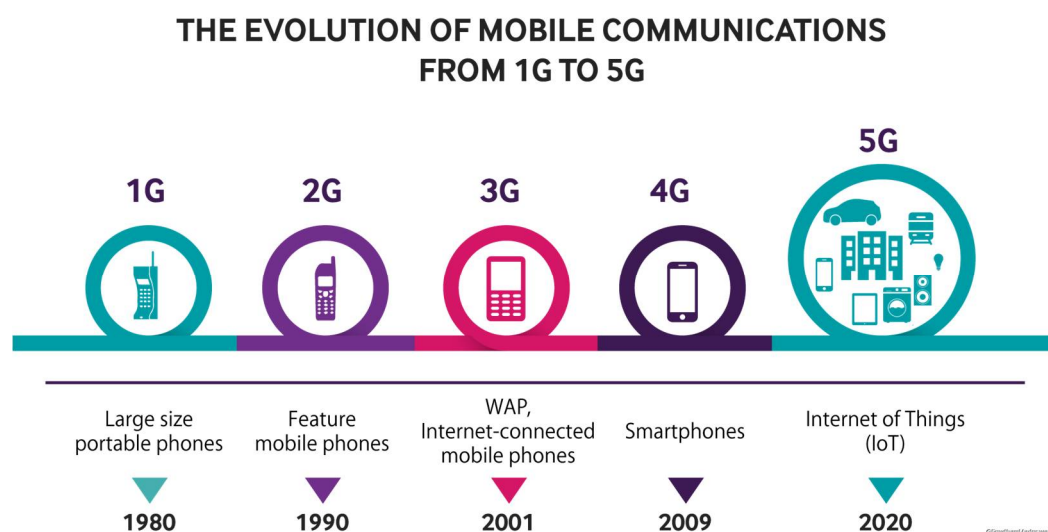 THE EVOLUTION OF MOBILE COMMUNICATIONS
FROM 1G TO 5G
1G
2G
3G
4G
5G
Large size
portable phones
Feature
mobile phones
WAP,
Internet-connected
mobile phones
Smartphones
Internet of Things
(IoT)
1980
1990
2001
2009
2020